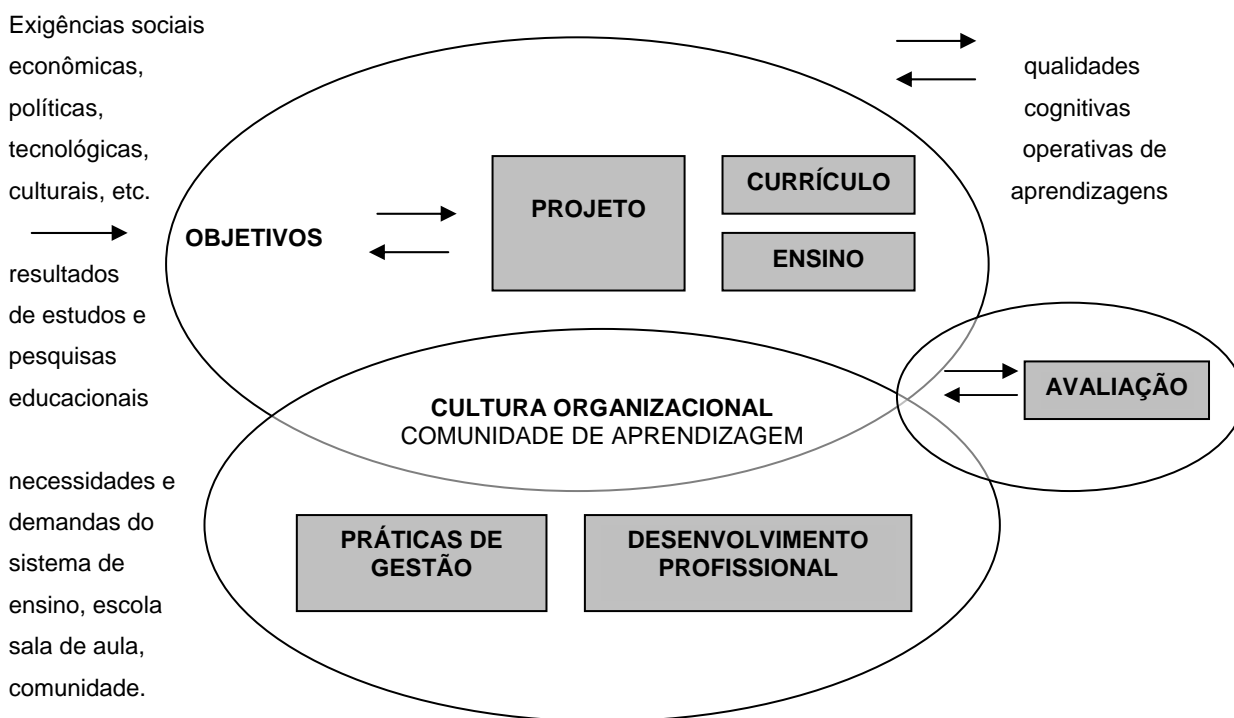 Exigências sociais
econômicas,
políticas,
tecnológicas,
culturais, etc.
resultados
de estudos e
pesquisas
educacionais
necessidades e
demandas do
sistema de
ensino, escola
sala de aula,
comunidade.
OBJETIVOS
PROJETO
CURRÍCULO
ENSINO
qualidades
cognitivas
operativas de
aprendizagens
CULTURA ORGANIZACIONAL
COMUNIDADE DE APRENDIZAGEM
AVALIAÇÃO
PRÁTICAS DE
GESTÃO
DESENVOLVIMENTO
PROFISSIONAL